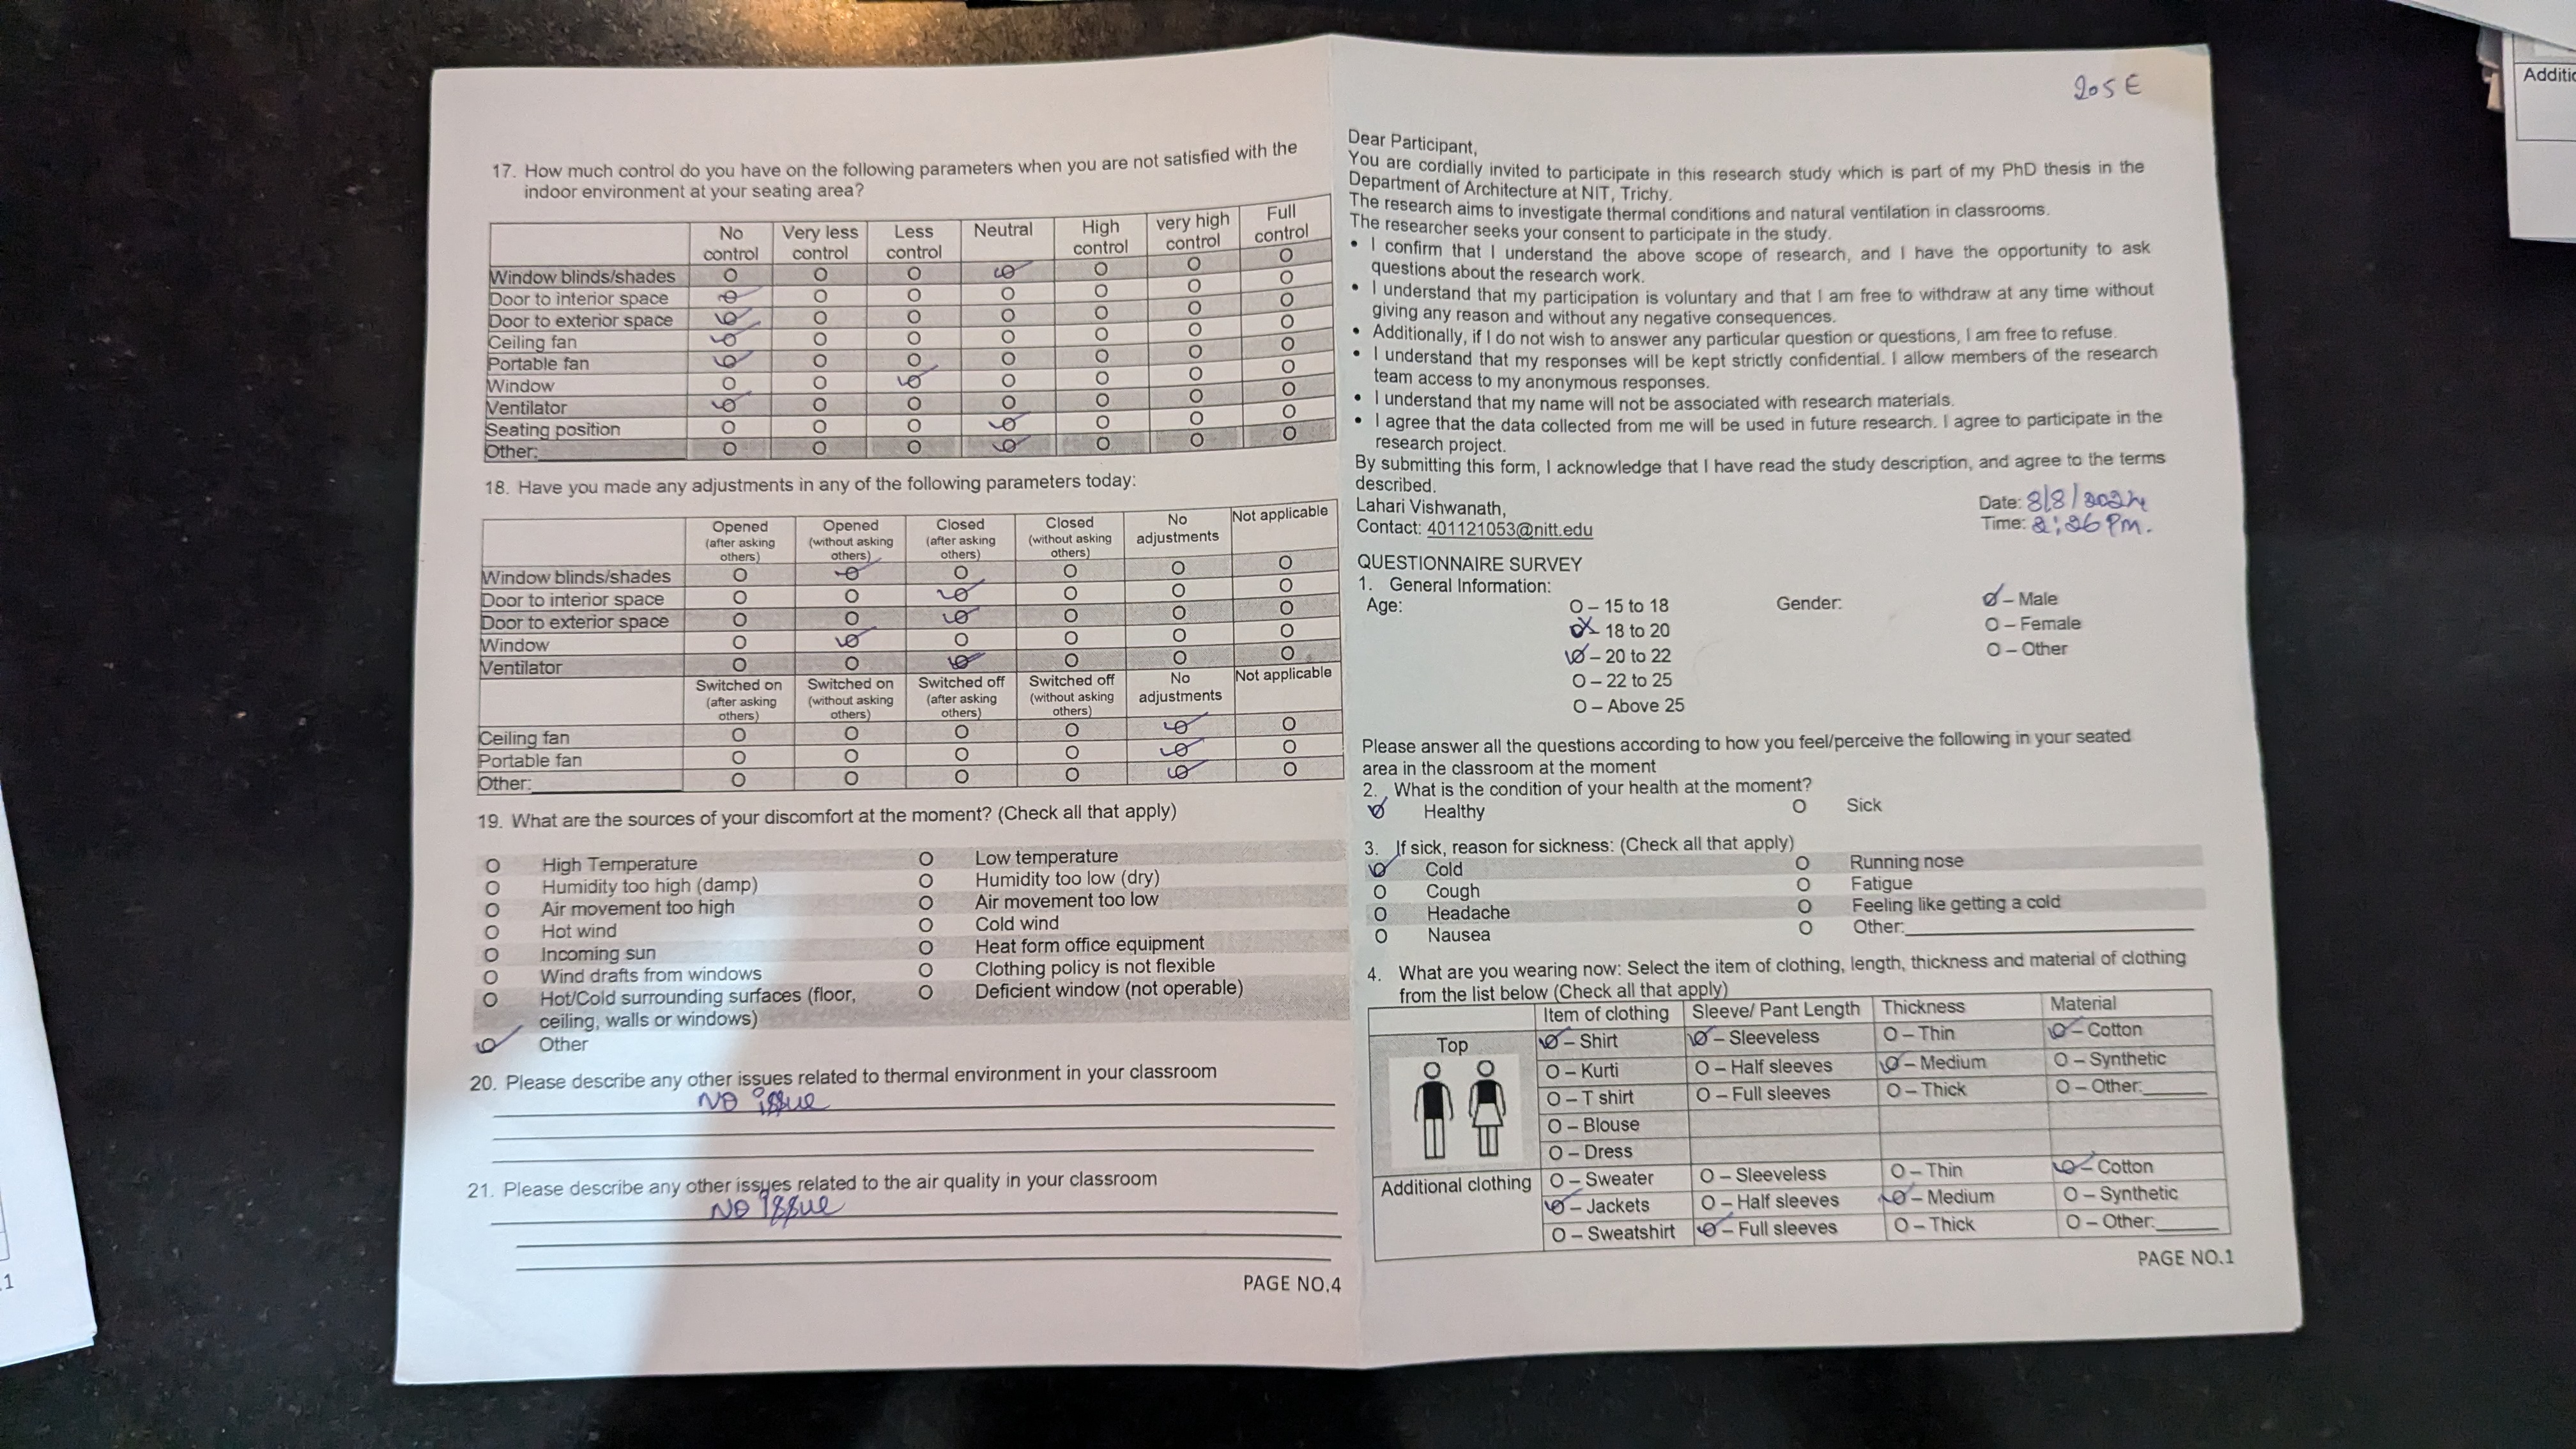 Additio
.1
17. How much control do you have on the following parameters when you are not satisfied with the
indoor environment at your seating area?
No control Very less control Less control Neutral High control very high control Full control
Window blinds/shades O O O O O O O
Door to interior space O O O O O O O
Door to exterior space O O O O O O O
Ceiling fan O O O O O O O
Portable fan O O O O O O O
Window O O O O O O O
Ventilator O O O O O O O
Seating position O O O O O O O
Other:________ O O O O O O O
18. Have you made any adjustments in any of the following parameters today:
Opened (after asking others) Opened (without asking others) Closed (after asking others) Closed (without asking others) No adjustments Not applicable
Window blinds/shades O O O O O O
Door to interior space O O O O O O
Door to exterior space O O O O O O
Window O O O O O O
Ventilator O O O O O O
Switched on (after asking others) Switched on (without asking others) Switched off (after asking others) Switched off (without asking others) No adjustments Not applicable
Ceiling fan O O O O O O
Portable fan O O O O O O
Other:________ O O O O O O
19. What are the sources of your discomfort at the moment? (Check all that apply)
O High Temperature O Low temperature
O Humidity too high (damp) O Humidity too low (dry)
O Air movement too high O Air movement too low
O Hot wind O Cold wind
O Incoming sun O Heat form office equipment
O Wind drafts from windows O Clothing policy is not flexible
O Hot/Cold surrounding surfaces (floor, O Deficient window (not operable)
ceiling, walls or windows)
O Other
20. Please describe any other issues related to thermal environment in your classroom
NO issue
21. Please describe any other issues related to the air quality in your classroom
NO issue
PAGE NO.4
205 E
Dear Participant,
You are cordially invited to participate in this research study which is part of my PhD thesis in the
Department of Architecture at NIT, Trichy.
The research aims to investigate thermal conditions and natural ventilation in classrooms.
The researcher seeks your consent to participate in the study.
• I confirm that I understand the above scope of research, and I have the opportunity to ask
questions about the research work.
• I understand that my participation is voluntary and that I am free to withdraw at any time without
giving any reason and without any negative consequences.
• Additionally, if I do not wish to answer any particular question or questions, I am free to refuse.
• I understand that my responses will be kept strictly confidential. I allow members of the research
team access to my anonymous responses.
• I understand that my name will not be associated with research materials.
• I agree that the data collected from me will be used in future research. I agree to participate in the
research project.
By submitting this form, I acknowledge that I have read the study description, and agree to the terms
described.
Lahari Vishwanath,
Contact: 401121053@nitt.edu
Date: 8/8/2024
Time: 2:26 Pm.
QUESTIONNAIRE SURVEY
1. General Information:
Age: O – 15 to 18 Gender: O – Male
O – 18 to 20 O – Female
O – 20 to 22 O – Other
O – 22 to 25
O – Above 25
Please answer all the questions according to how you feel/perceive the following in your seated
area in the classroom at the moment
2. What is the condition of your health at the moment?
O Healthy O Sick
3. If sick, reason for sickness: (Check all that apply)
O Cold O Running nose
O Cough O Fatigue
O Headache O Feeling like getting a cold
O Nausea O Other:________
4. What are you wearing now: Select the item of clothing, length, thickness and material of clothing
from the list below (Check all that apply)
Item of clothing Sleeve/ Pant Length Thickness Material
Top O – Shirt O – Sleeveless O – Thin O – Cotton
O – Kurti O – Half sleeves O – Medium O – Synthetic
O – T shirt O – Full sleeves O – Thick O – Other:______
O – Blouse
O – Dress
Additional clothing O – Sweater O – Sleeveless O – Thin O – Cotton
O – Jackets O – Half sleeves O – Medium O – Synthetic
O – Sweatshirt O – Full sleeves O – Thick O – Other:______
PAGE NO.1